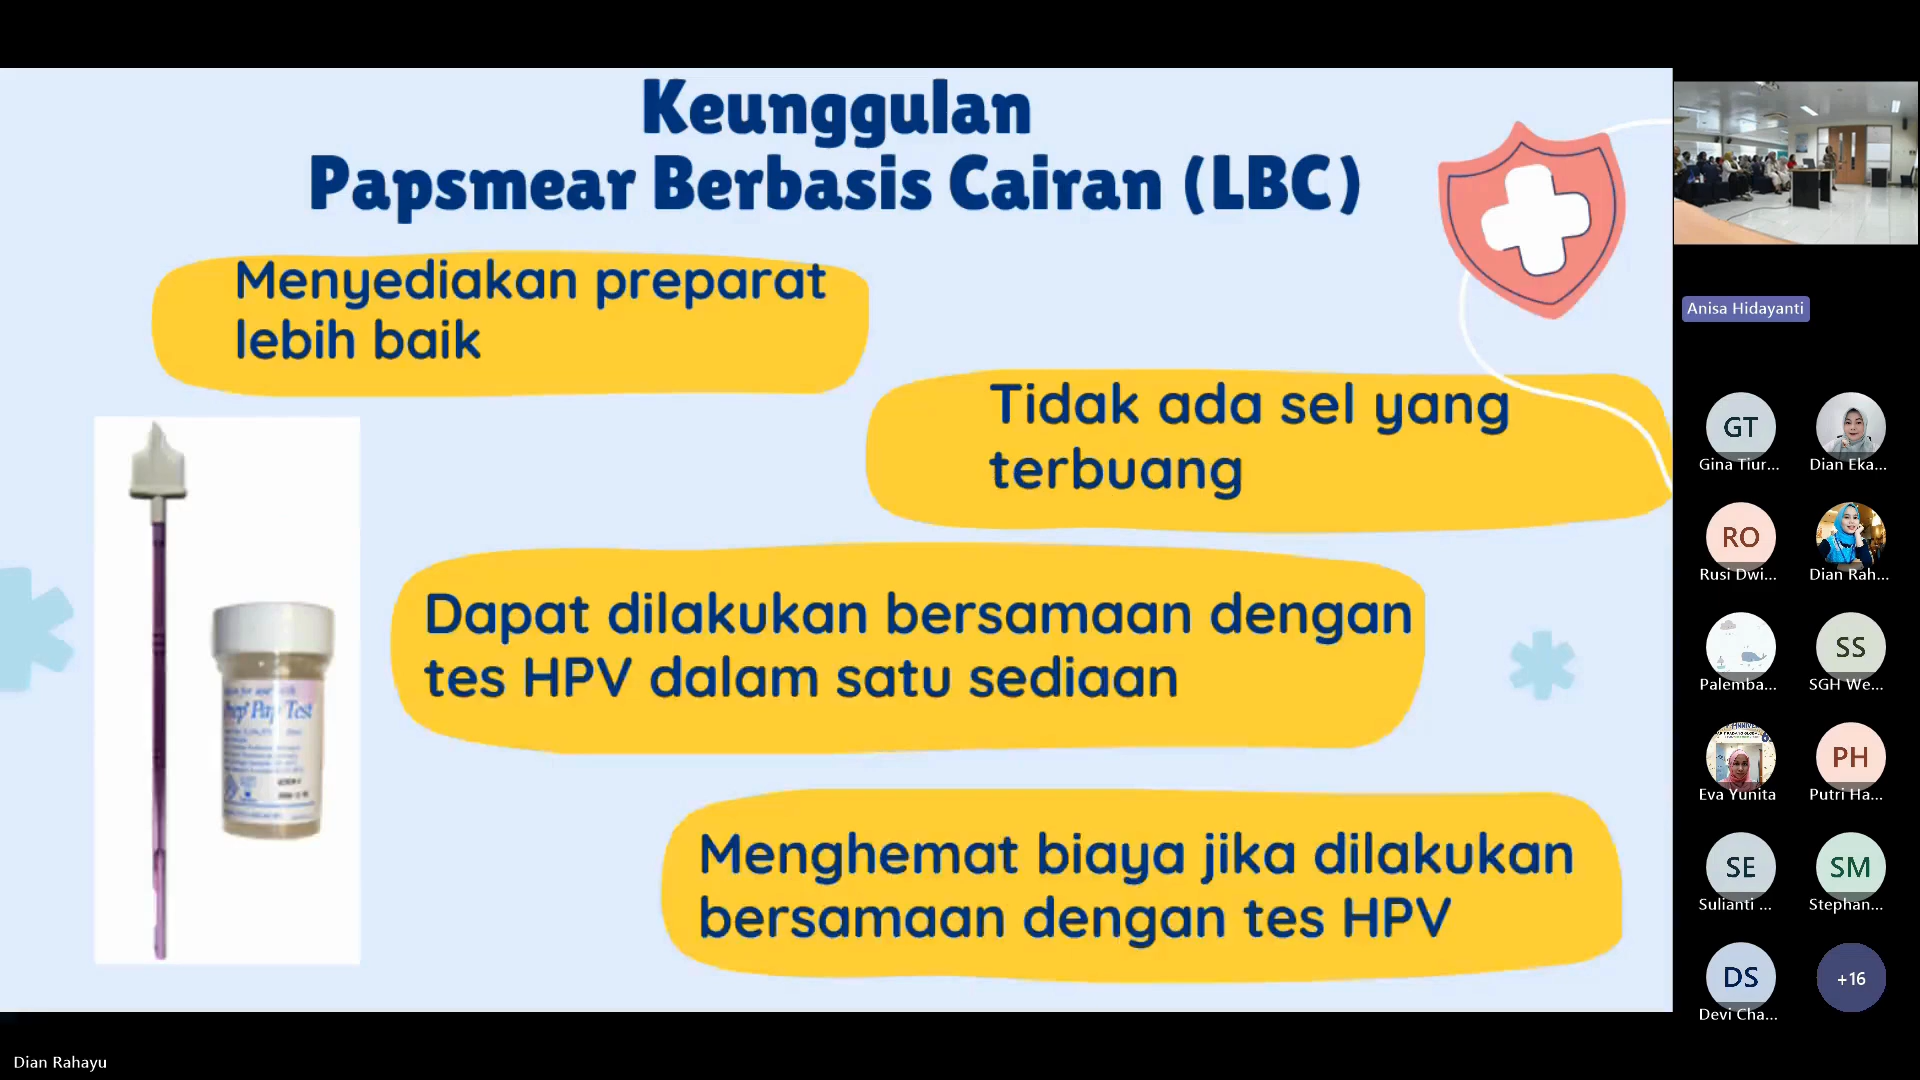 Keunggulan
Papsmear Berbasis Cairan (LBC)
Menyediakan preparat
lebih baik
Tidak ada sel yang
terbuang
Dapat dilakukan bersamaan dengan
tes HPV dalam satu sediaan
Menghemat biaya jika dilakukan
bersamaan dengan tes HPV
Pap Test
Anisa Hidayanti
GT
Gina Tiur...
Dian Eka...
RO
Rusi Dwi...
Dian Rah...
Palemba...
SS
SGH We...
Eva Yunita
PH
Putri Ha...
SE
Sulianti ...
SM
Stephan...
DS
Devi Cha...
+16
Dian Rahayu